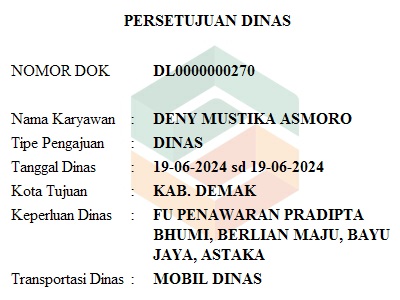 PERSETUJUAN DINAS
NOMOR DOK DL0000000270
Nama Karyawan : DENY MUSTIKA ASMORO
Tipe Pengajuan : DINAS
Tanggal Dinas : 19-06-2024 sd 19-06-2024
Kota Tujuan : KAB. DEMAK
Keperluan Dinas : FU PENAWARAN PRADIPTA
BHUMI, BERLIAN MAJU, BAYU
JAYA, ASTAKA
Transportasi Dinas : MOBIL DINAS